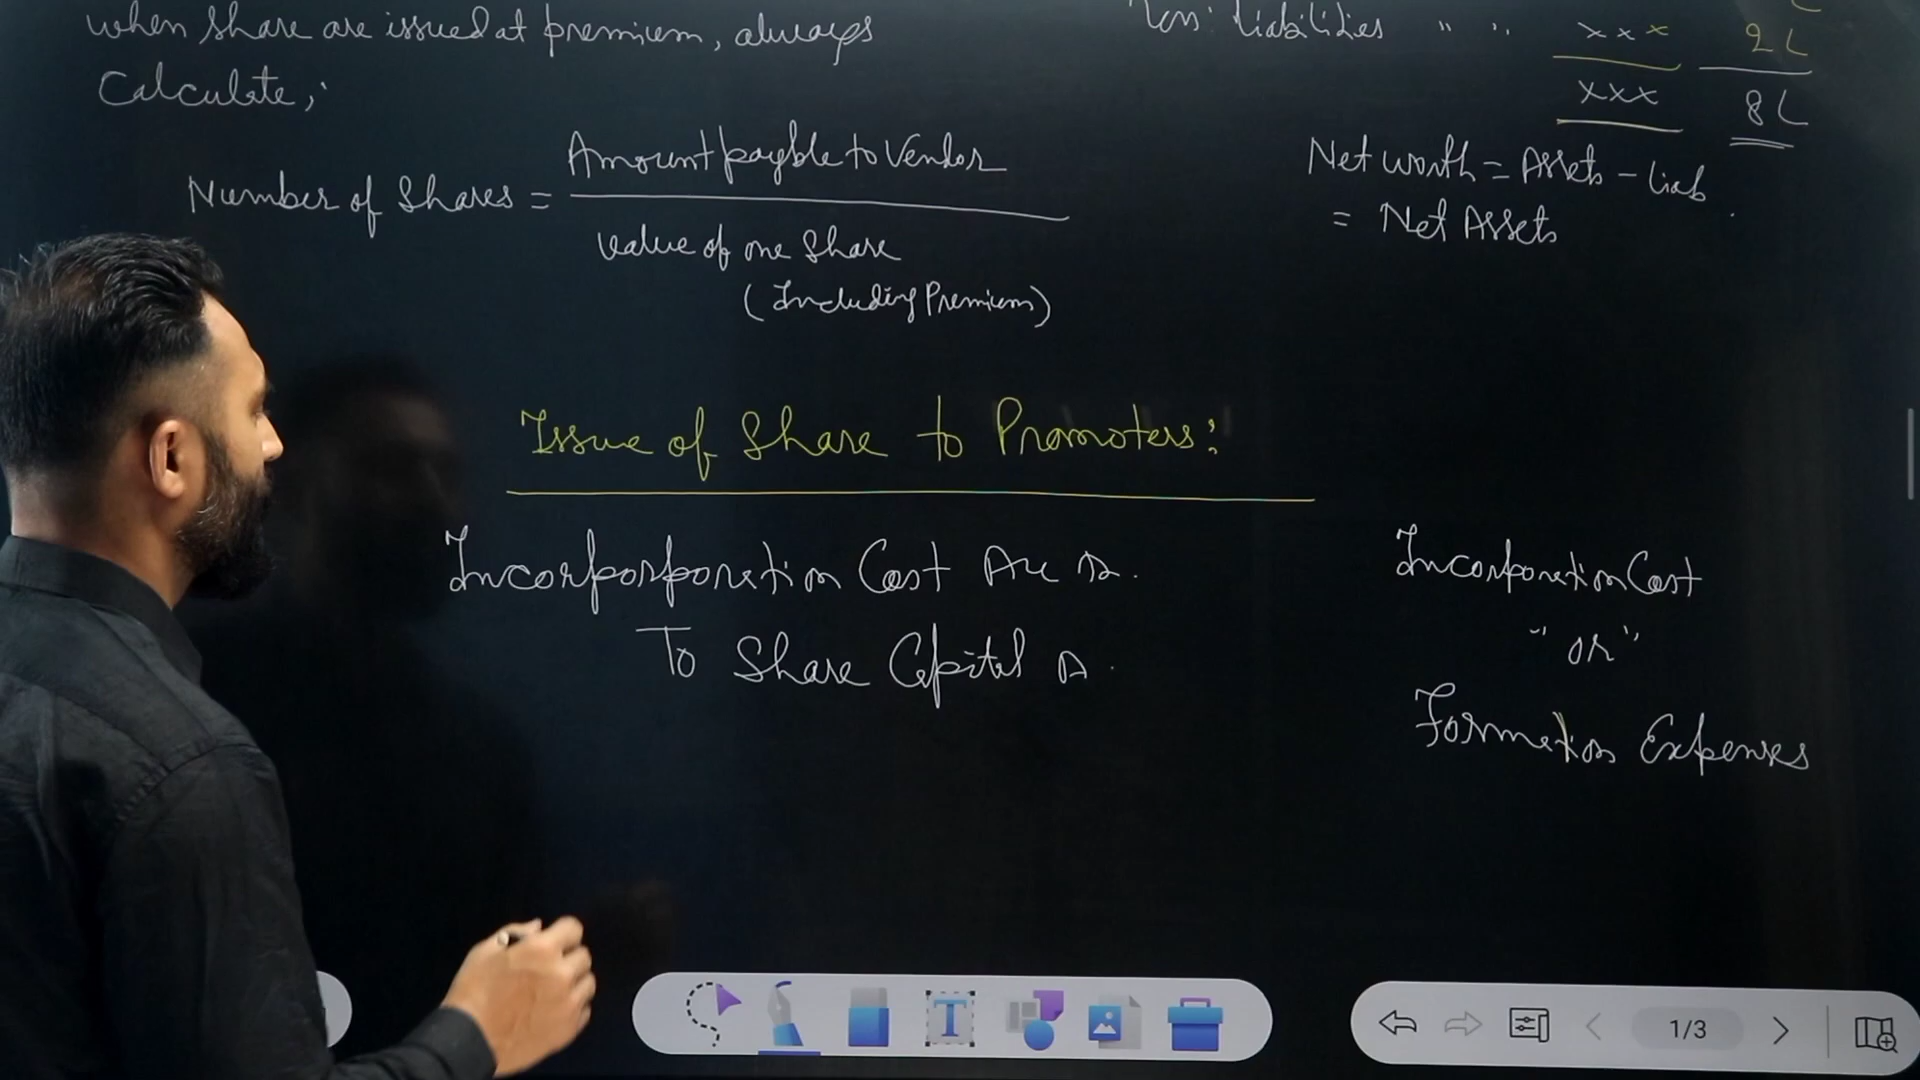 when share are issued at premium, always
Calculate,
Number of Shares = Amount payble to Vendor
value of one Share
(Including Premium)
Less: Liabilities " " xxx 2L
xxx 8L
Net worth = Assets - Liab.
= Net Assets
Issue of Share to Promoters:
Incorporporation Cost A/c Dr.
To Share Capital
Incorporation Cost
"or"
Formation Expenses
T
1/3